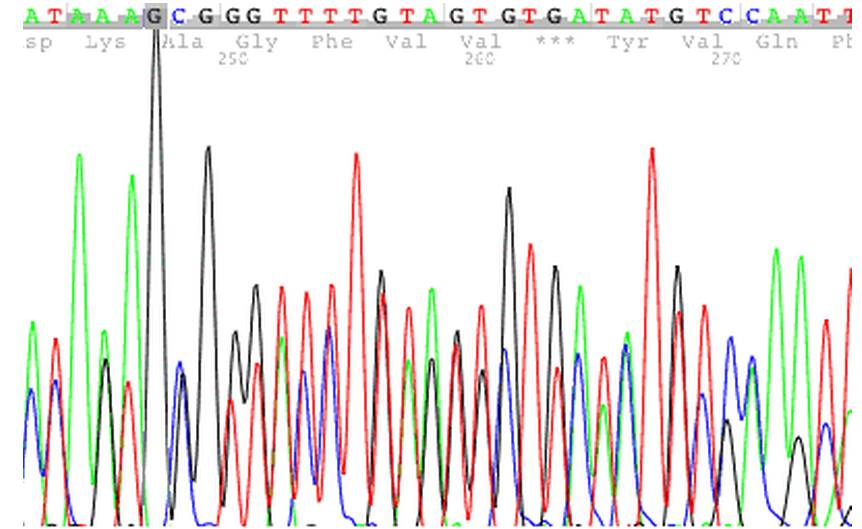 ATAAAGCGGGTTTTGTAGTGTGATATGTCCAATT
sp Lys Ala Gly Phe Val Val *** Tyr Val Gln Ph
250 260 270